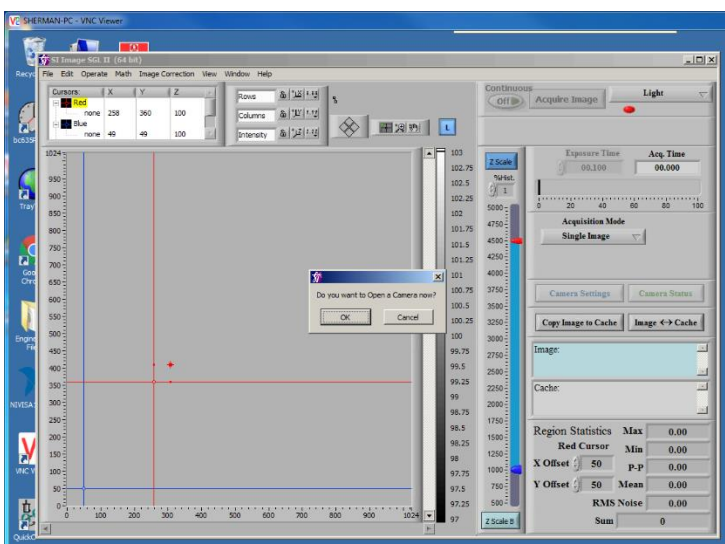 SHERMAN-PC - VNC Viewer
SI Image SGL II (64 bit)
File Edit Operate Math Image Correction View Window Help
Cursors: X Y Z
Red
none 258 360 100
Blue
none 49 49 100
Rows
Columns
Intensity
%
L
Continuous
Off
Acquire Image
Light
Exposure Time
00.100
Acq. Time
00.000
0 20 40 60 80 100
Acquisition Mode
Single Image
Camera Settings
Camera Status
Copy Image to Cache
Image <-> Cache
Image:
Cache:
Region Statistics
Red Cursor
X Offset 50
Y Offset 50
Max 0.00
Min 0.00
P-P 0.00
Mean 0.00
RMS Noise 0.00
Sum 0
Z Scale
%Hist.
1
5000
4750
4500
4250
4000
3750
3500
3250
3000
2750
2500
2250
2000
1750
1500
1250
1000
750
500
Z Scale B
103
102.75
102.5
102.25
102
101.75
101.5
101.25
101
100.75
100.5
100.25
100
99.75
99.5
99.25
99
98.75
98.5
98.25
98
97.75
97.5
97.25
97
1024
950
900
850
800
750
700
650
600
550
500
450
400
350
300
250
200
150
100
50
0
0 100 200 300 400 500 600 700 800 900 1024
Do you want to Open a Camera now?
OK
Cancel